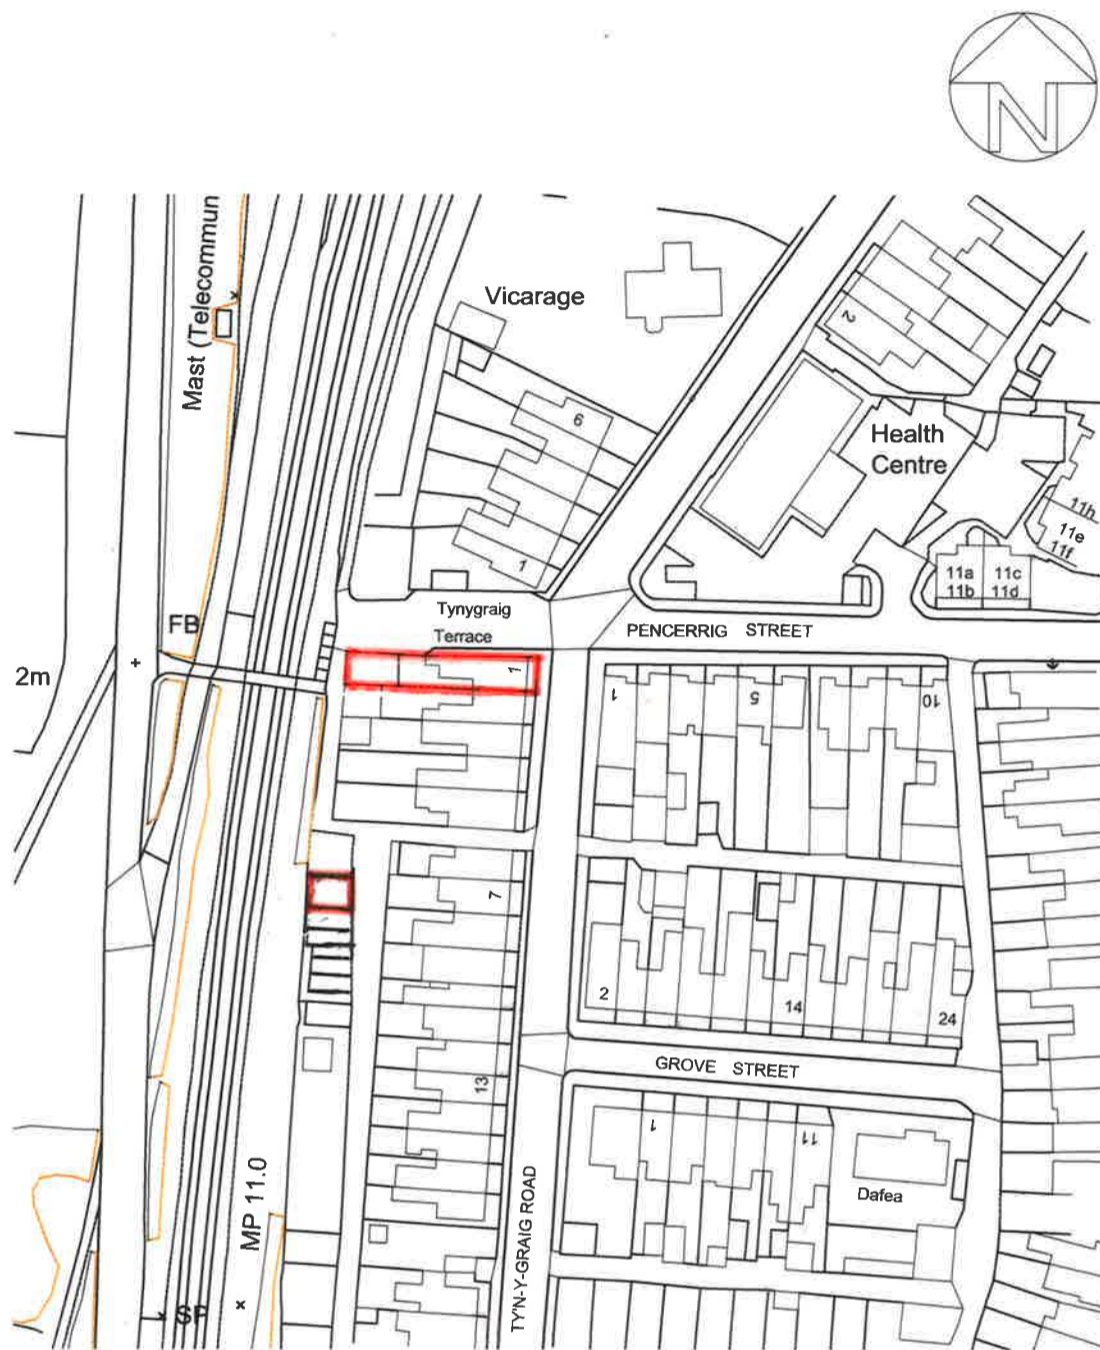 N
Mast (Telecommun
Vicarage
2
6
Health
Centre
11h
11e
11f
1
11a
11c
11b
11d
Tynygraig
Terrace
FB
PENCERRIG STREET
2m
1
1
5
10
7
2
14
24
GROVE STREET
13
1
11
Dafea
MP 11.0
TY'N-Y-GRAIG ROAD